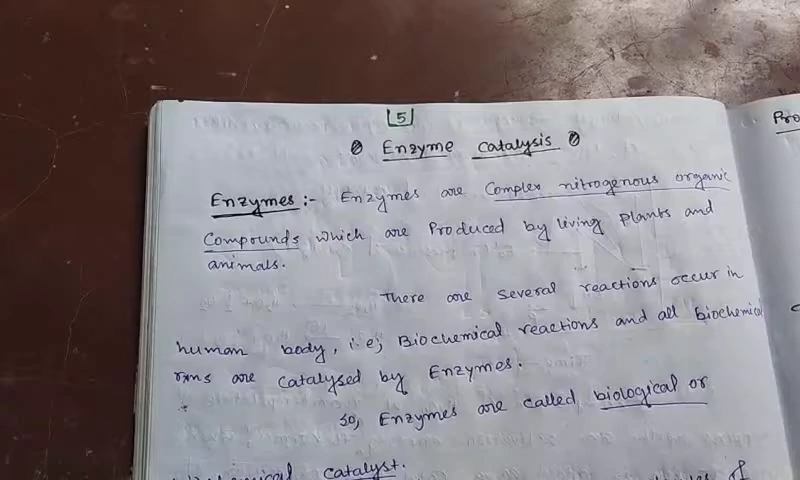 5
Enzyme catalysis
Enzymes:- Enzymes are Complex nitrogenous organic
Compounds which are Produced by living plants and
animals.
There are several reactions occur in
human body, i.e; Biochemical reactions and all biochemical
rxns are catalysed by Enzymes.
So, Enzymes are called biological or
catalyst.
of
Pro